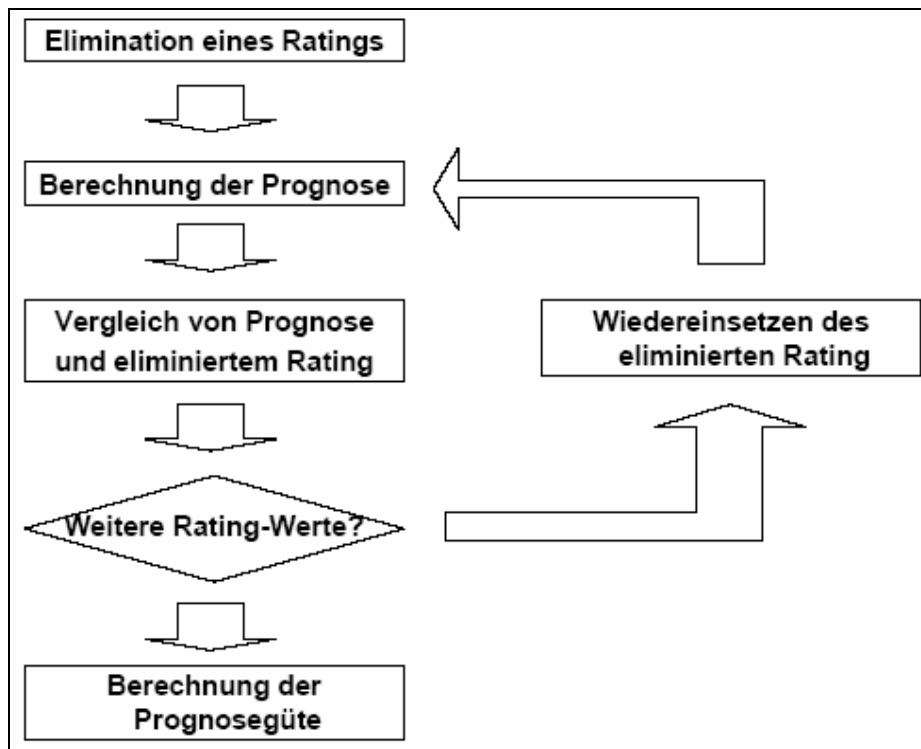 Elimination eines Ratings
Berechnung der Prognose
Vergleich von Prognose
und eliminiertem Rating
Wiedereinsetzen des
eliminierten Rating
Weitere Rating-Werte?
Berechnung der
Prognosegüte